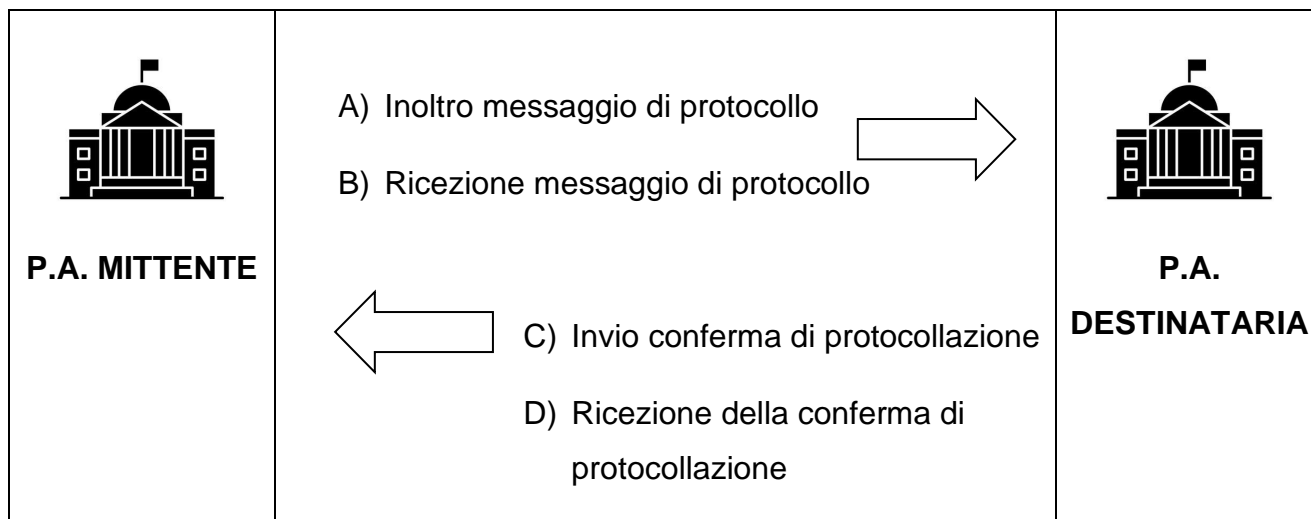 A) Inoltro messaggio di protocollo
B) Ricezione messaggio di protocollo
P.A. MITTENTE
P.A.
DESTINATARIA
C) Invio conferma di protocollazione
D) Ricezione della conferma di
protocollazione